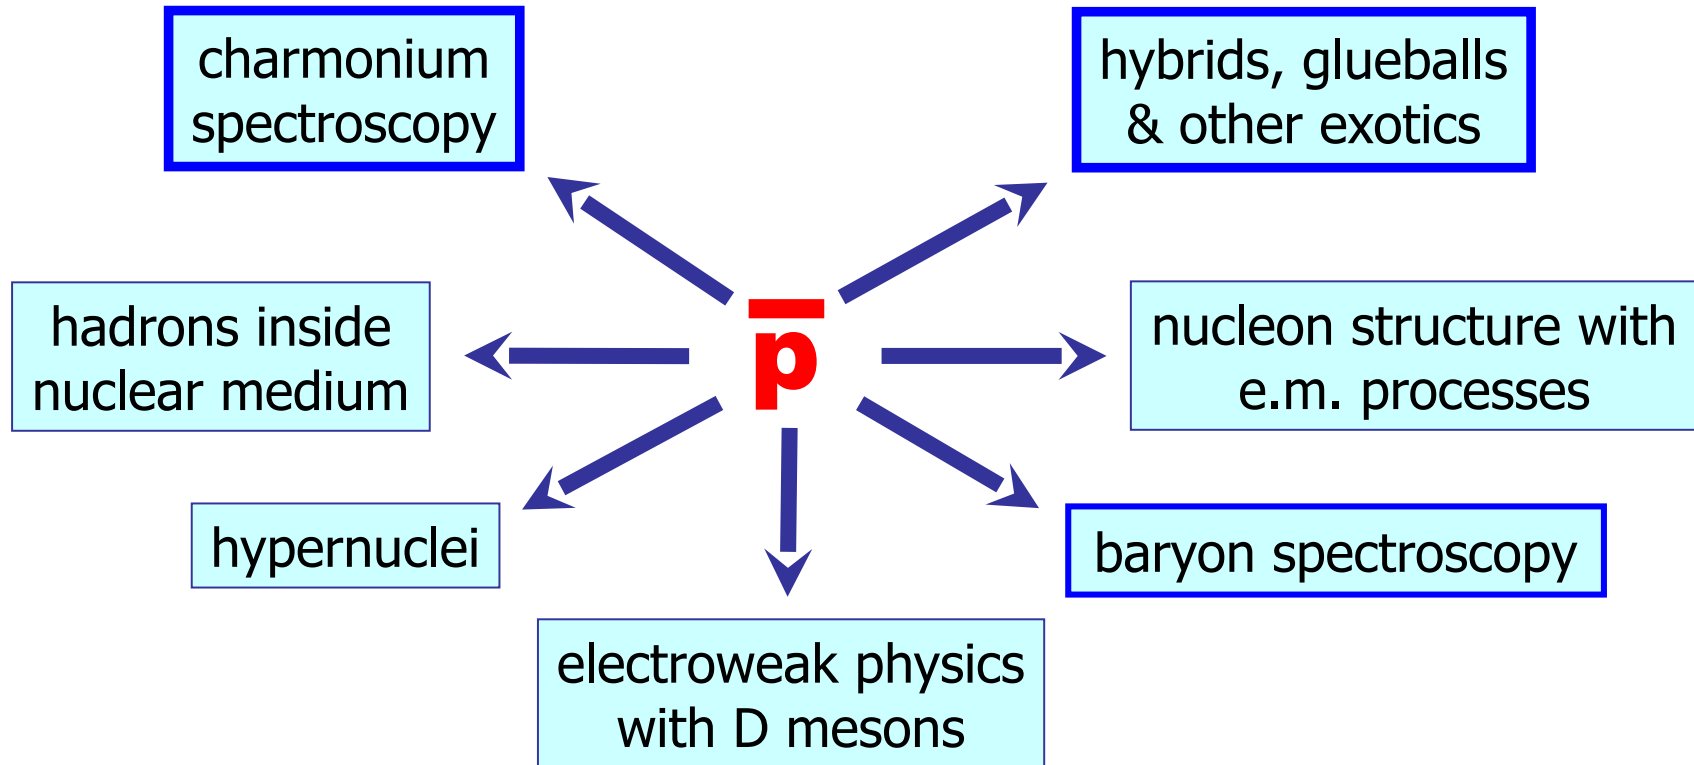 charmonium
spectroscopy
hybrids, glueballs
& other exotics
p̅
hadrons inside
nuclear medium
nucleon structure with
e.m. processes
hypernuclei
baryon spectroscopy
electroweak physics
with D mesons